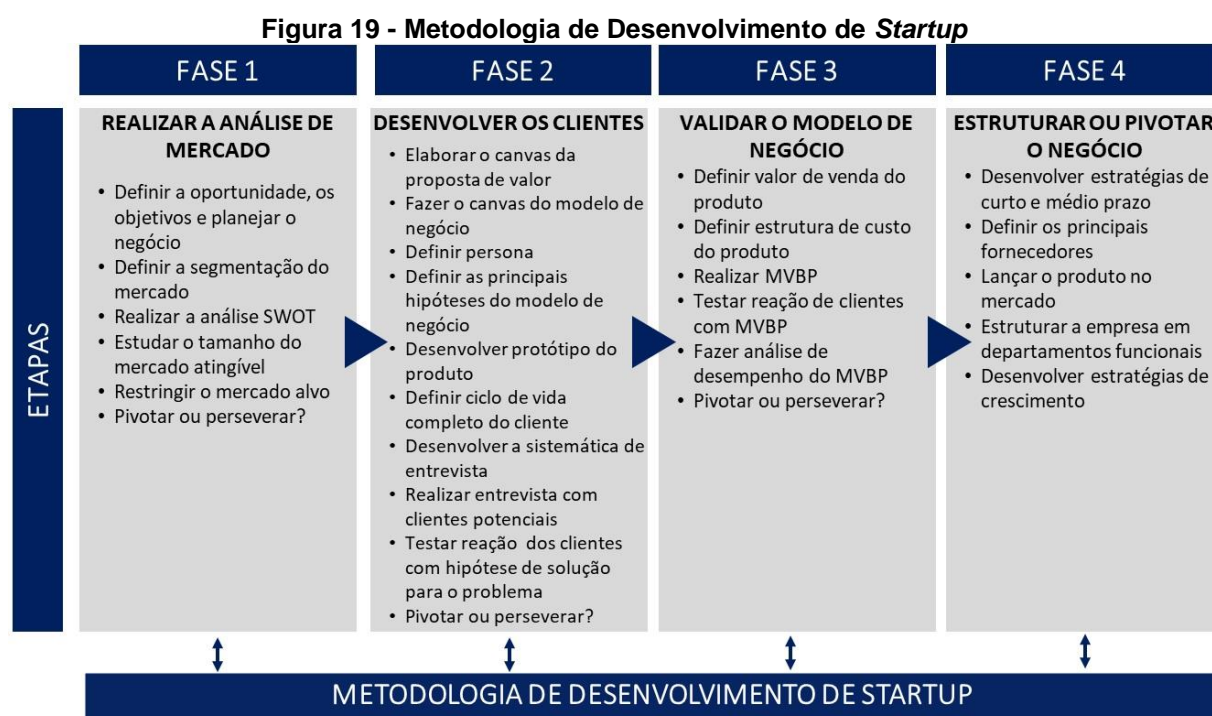 Figura 19 - Metodologia de Desenvolvimento de Startup
FASE 1
FASE 2
FASE 3
FASE 4
ETAPAS
REALIZAR A ANÁLISE DE
MERCADO
• Definir a oportunidade, os
objetivos e planejar o
negócio
• Definir a segmentação do
mercado
• Realizar a análise SWOT
• Estudar o tamanho do
mercado atingível
• Restringir o mercado alvo
• Pivotar ou perseverar?
DESENVOLVER OS CLIENTES
• Elaborar o canvas da
proposta de valor
• Fazer o canvas do modelo de
negócio
• Definir persona
• Definir as principais
hipóteses do modelo de
negócio
• Desenvolver protótipo do
produto
• Definir ciclo de vida
completo do cliente
• Desenvolver a sistemática de
entrevista
• Realizar entrevista com
clientes potenciais
• Testar reação dos clientes
com hipótese de solução
para o problema
• Pivotar ou perseverar?
VALIDAR O MODELO DE
NEGÓCIO
• Definir valor de venda do
produto
• Definir estrutura de custo
do produto
• Realizar MVBP
• Testar reação de clientes
com MVBP
• Fazer análise de
desempenho do MVBP
• Pivotar ou perseverar?
ESTRUTURAR OU PIVOTAR
O NEGÓCIO
• Desenvolver estratégias de
curto e médio prazo
• Definir os principais
fornecedores
• Lançar o produto no
mercado
• Estruturar a empresa em
departamentos funcionais
• Desenvolver estratégias de
crescimento
METODOLOGIA DE DESENVOLVIMENTO DE STARTUP